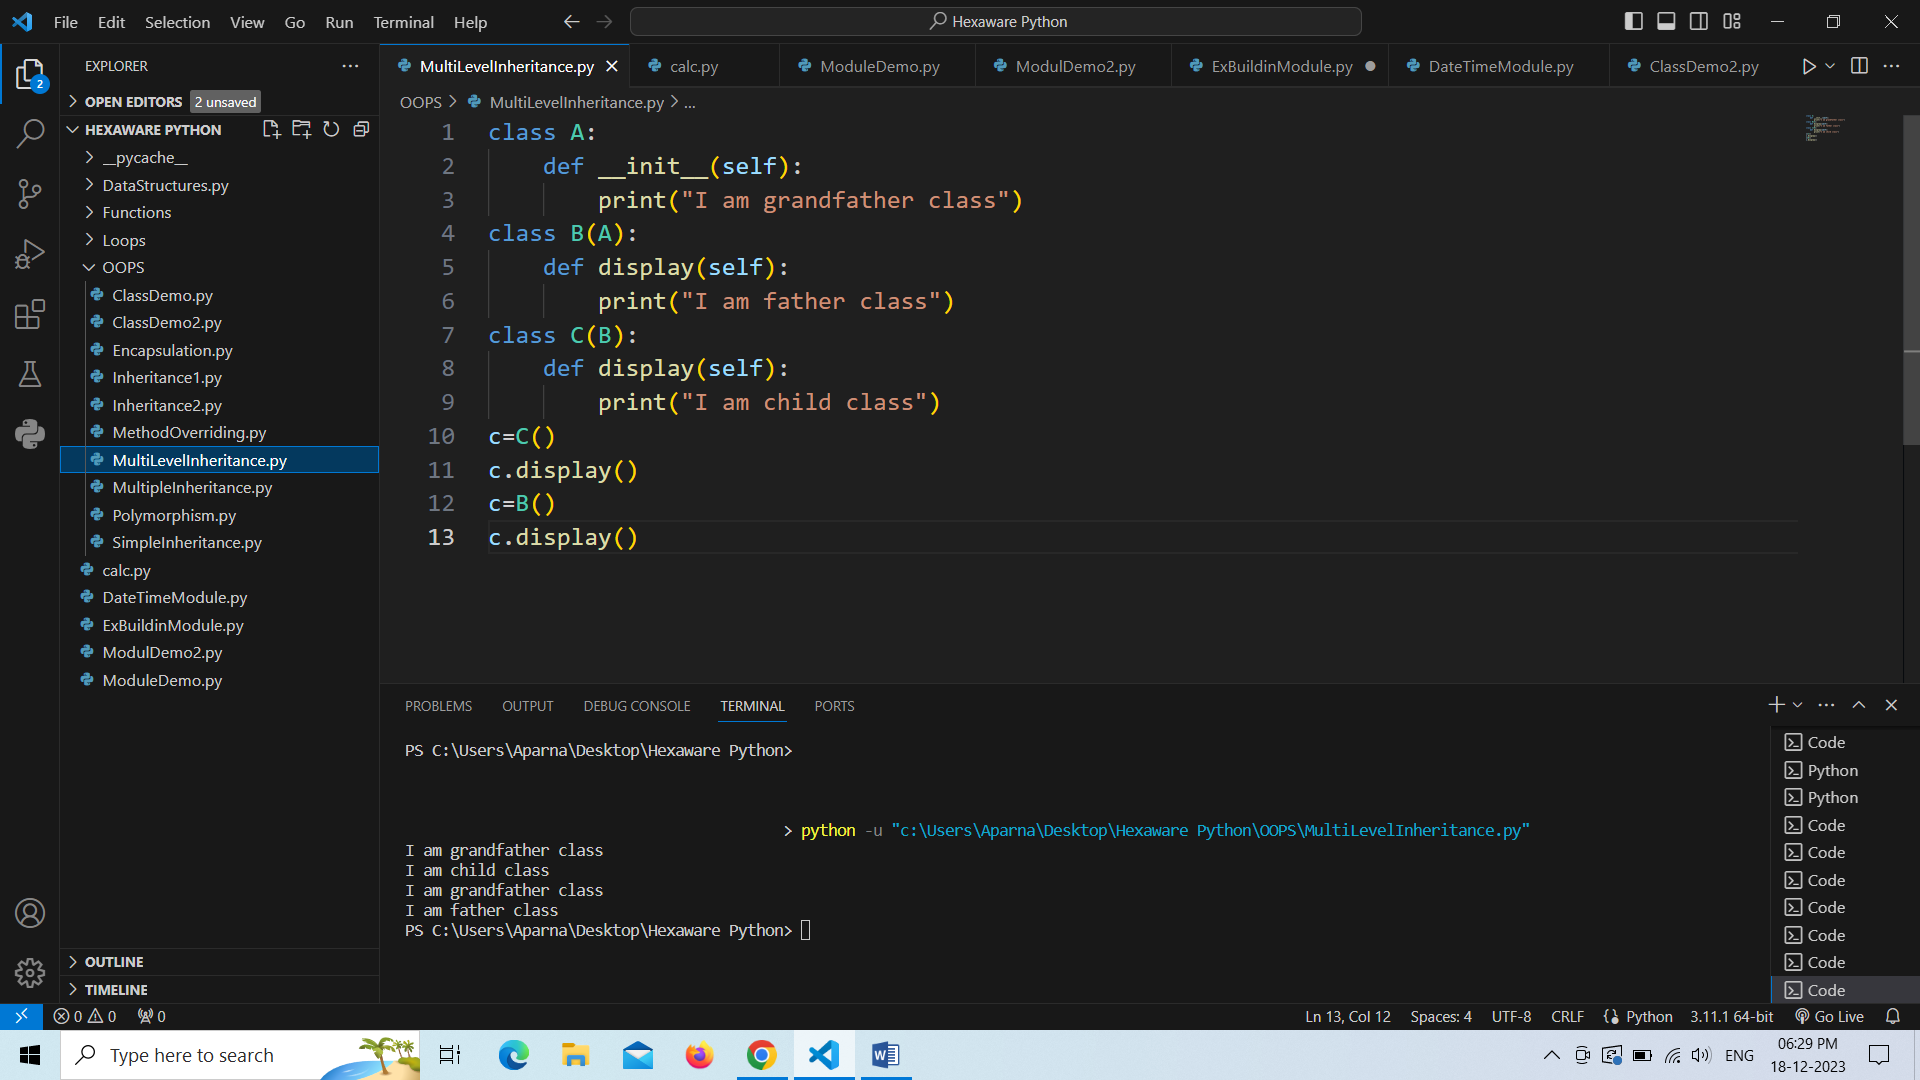 File Edit Selection View Go Run Terminal Help
Hexaware Python
EXPLORER
2
OPEN EDITORS 2 unsaved
HEXAWARE PYTHON
__pycache__
DataStructures.py
Functions
Loops
OOPS
ClassDemo.py
ClassDemo2.py
Encapsulation.py
Inheritance1.py
Inheritance2.py
MethodOverriding.py
MultiLevelInheritance.py
MultipleInheritance.py
Polymorphism.py
SimpleInheritance.py
calc.py
DateTimeModule.py
ExBuildinModule.py
ModulDemo2.py
ModuleDemo.py
OUTLINE
TIMELINE
MultiLevelInheritance.py calc.py ModuleDemo.py ModulDemo2.py ExBuildinModule.py DateTimeModule.py ClassDemo2.py
OOPS > MultiLevelInheritance.py > ...
1 class A:
2 def __init__(self):
3 print("I am grandfather class")
4 class B(A):
5 def display(self):
6 print("I am father class")
7 class C(B):
8 def display(self):
9 print("I am child class")
10 c=C()
11 c.display()
12 c=B()
13 c.display()
PROBLEMS OUTPUT DEBUG CONSOLE TERMINAL PORTS
PS C:\Users\Aparna\Desktop\Hexaware Python>
> python -u "c:\Users\Aparna\Desktop\Hexaware Python\OOPS\MultiLevelInheritance.py"
I am grandfather class
I am child class
I am grandfather class
I am father class
PS C:\Users\Aparna\Desktop\Hexaware Python>
Code
Python
Python
Code
Code
Code
Code
Code
Code
Code
0 0 0 Ln 13, Col 12 Spaces: 4 UTF-8 CRLF Python 3.11.1 64-bit Go Live
Type here to search
ENG
06:29 PM
18-12-2023